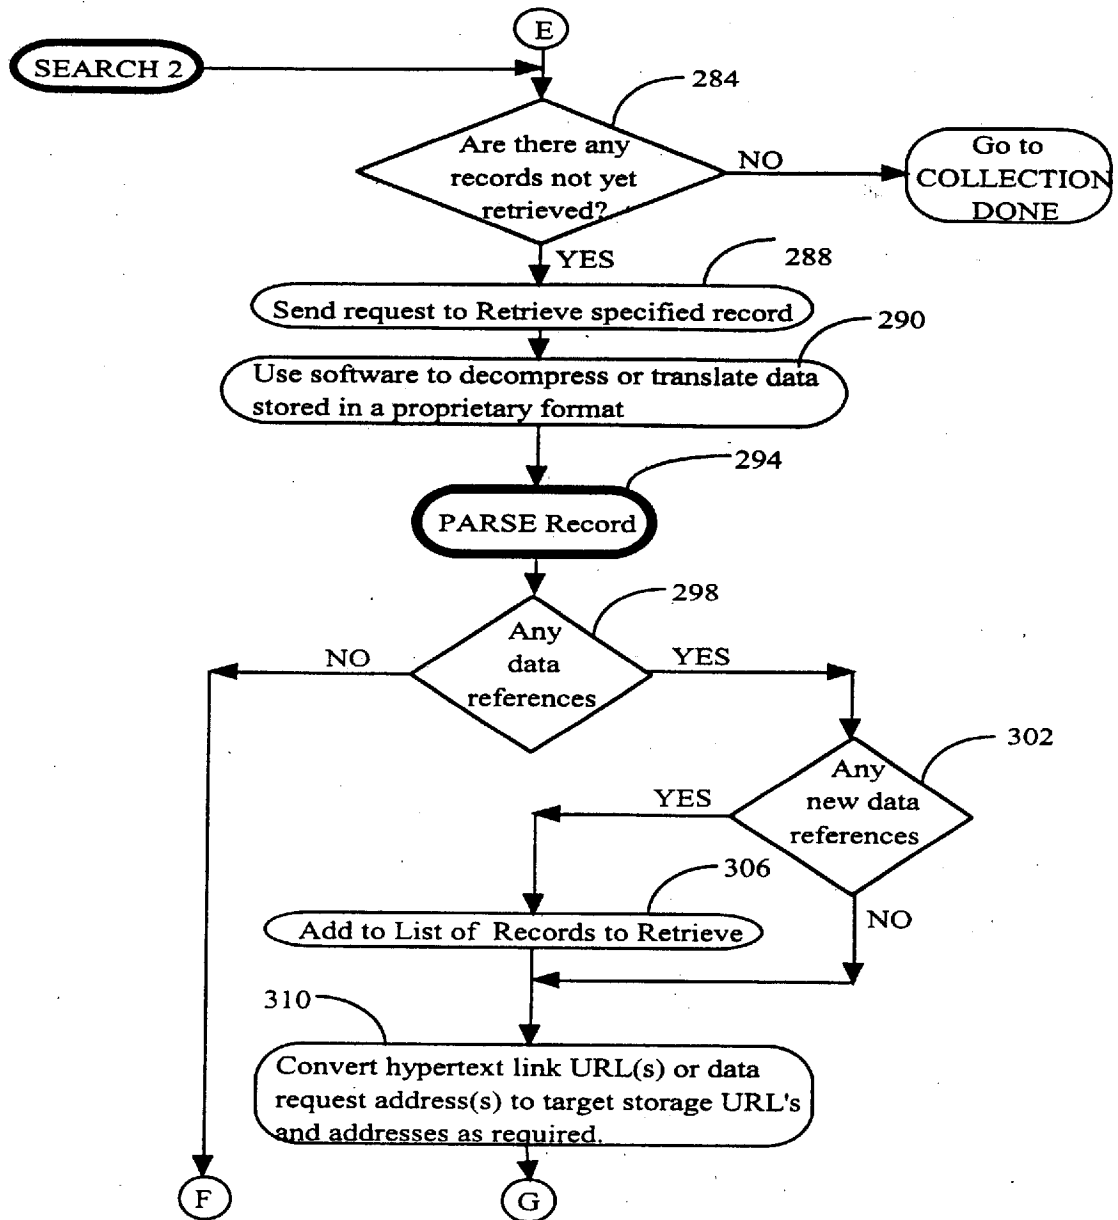 E
SEARCH 2
284
Are there any
records not yet
retrieved?
NO
Go to
COLLECTION
DONE
YES
288
Send request to Retrieve specified record
290
Use software to decompress or translate data
stored in a proprietary format
294
PARSE Record
298
Any
data
references
NO
YES
302
Any
new data
references
YES
306
NO
Add to List of Records to Retrieve
310
Convert hypertext link URL(s) or data
request address(s) to target storage URL's
and addresses as required.
F
G